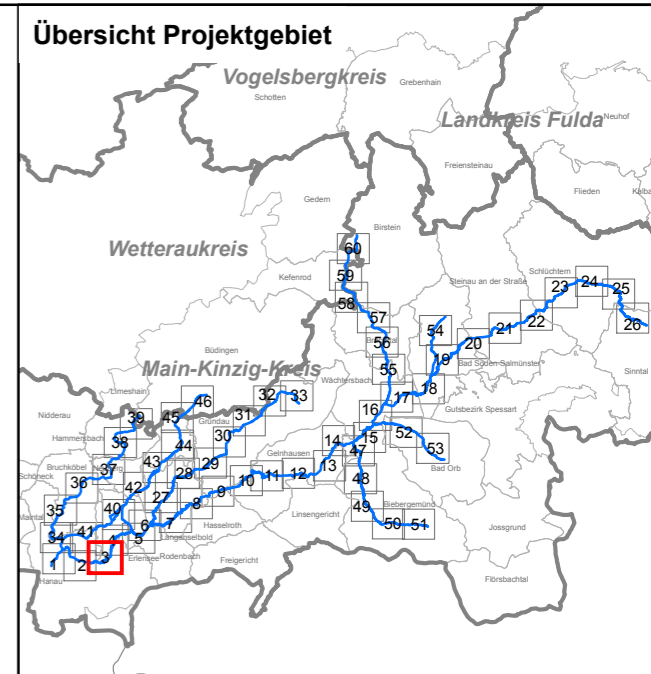 Übersicht Projektgebiet
Vogelsbergkreis
Grebenhain
Schotten
Landkreis Fulda
Neuhof
Freiensteinau
Flieden
Kalba
Gedern
Birstein
Wetteraukreis
60
Kefenrod
59
Steinau an der Straße
Schlüchtern
23
24
25
58
57
54
22
26
21
56
20
Sinntal
Büdingen
19
Bad Soden-Salmünster
Main-Kinzig-Kreis
Wächtersbach
55
18
17
Limeshain
46
32
33
Gutsbezirk Spessart
Nidderau
39
45
31
16
Gründau
Hammersbach
38
30
52
44
14
15
Gelnhausen
53
47
Bruchköbel
43
29
13
Bad Orb
37
28
12
11
48
Schöneck
36
42
10
9
27
49
Linsengericht
Biebergemünd
35
40
8
Hasselroth
50
51
Jossgrund
Maintal
41
6
7
34
4
5
Langenselbold
3
Erlensee
Rodenbach
Freigericht
1
2
Hanau
Flörsbachtal